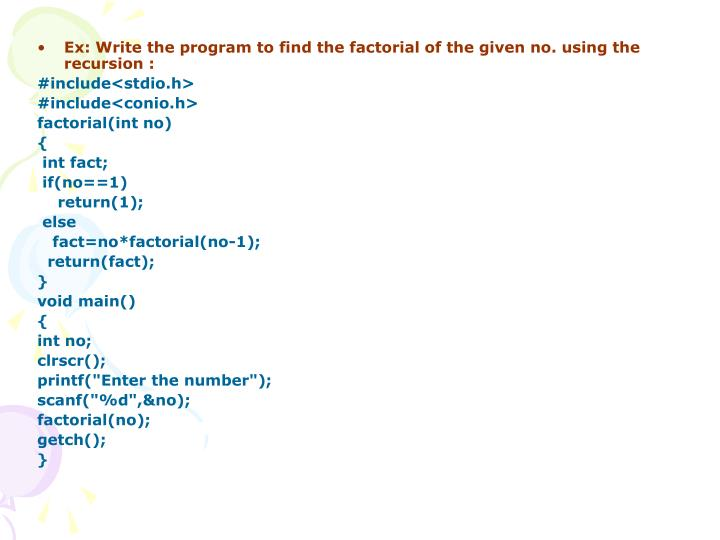 • Ex: Write the program to find the factorial of the given no. using the
recursion :
#include<stdio.h>
#include<conio.h>
factorial(int no)
{
int fact;
if(no==1)
return(1);
else
fact=no*factorial(no-1);
return(fact);
}
void main()
{
int no;
clrscr();
printf("Enter the number");
scanf("%d",&no);
factorial(no);
getch();
}